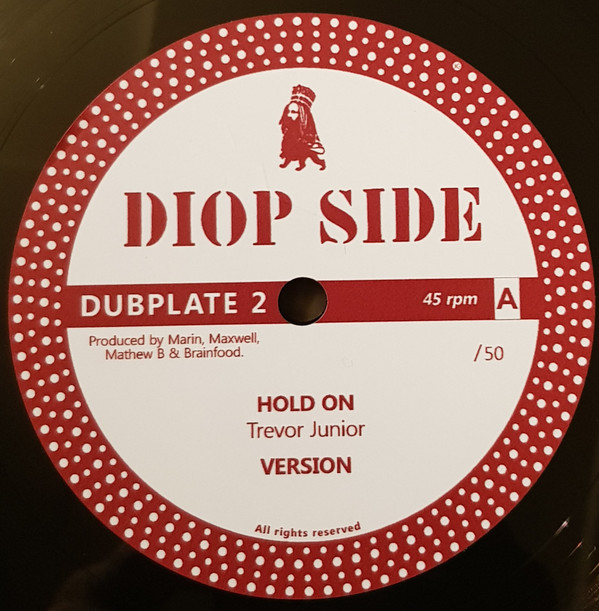 DIOP SIDE
DUBPLATE 2
45 rpm A
Produced by Marin, Maxwell,
Mathew B & Brainfood.
/50
HOLD ON
Trevor Junior
VERSION
All rights reserved